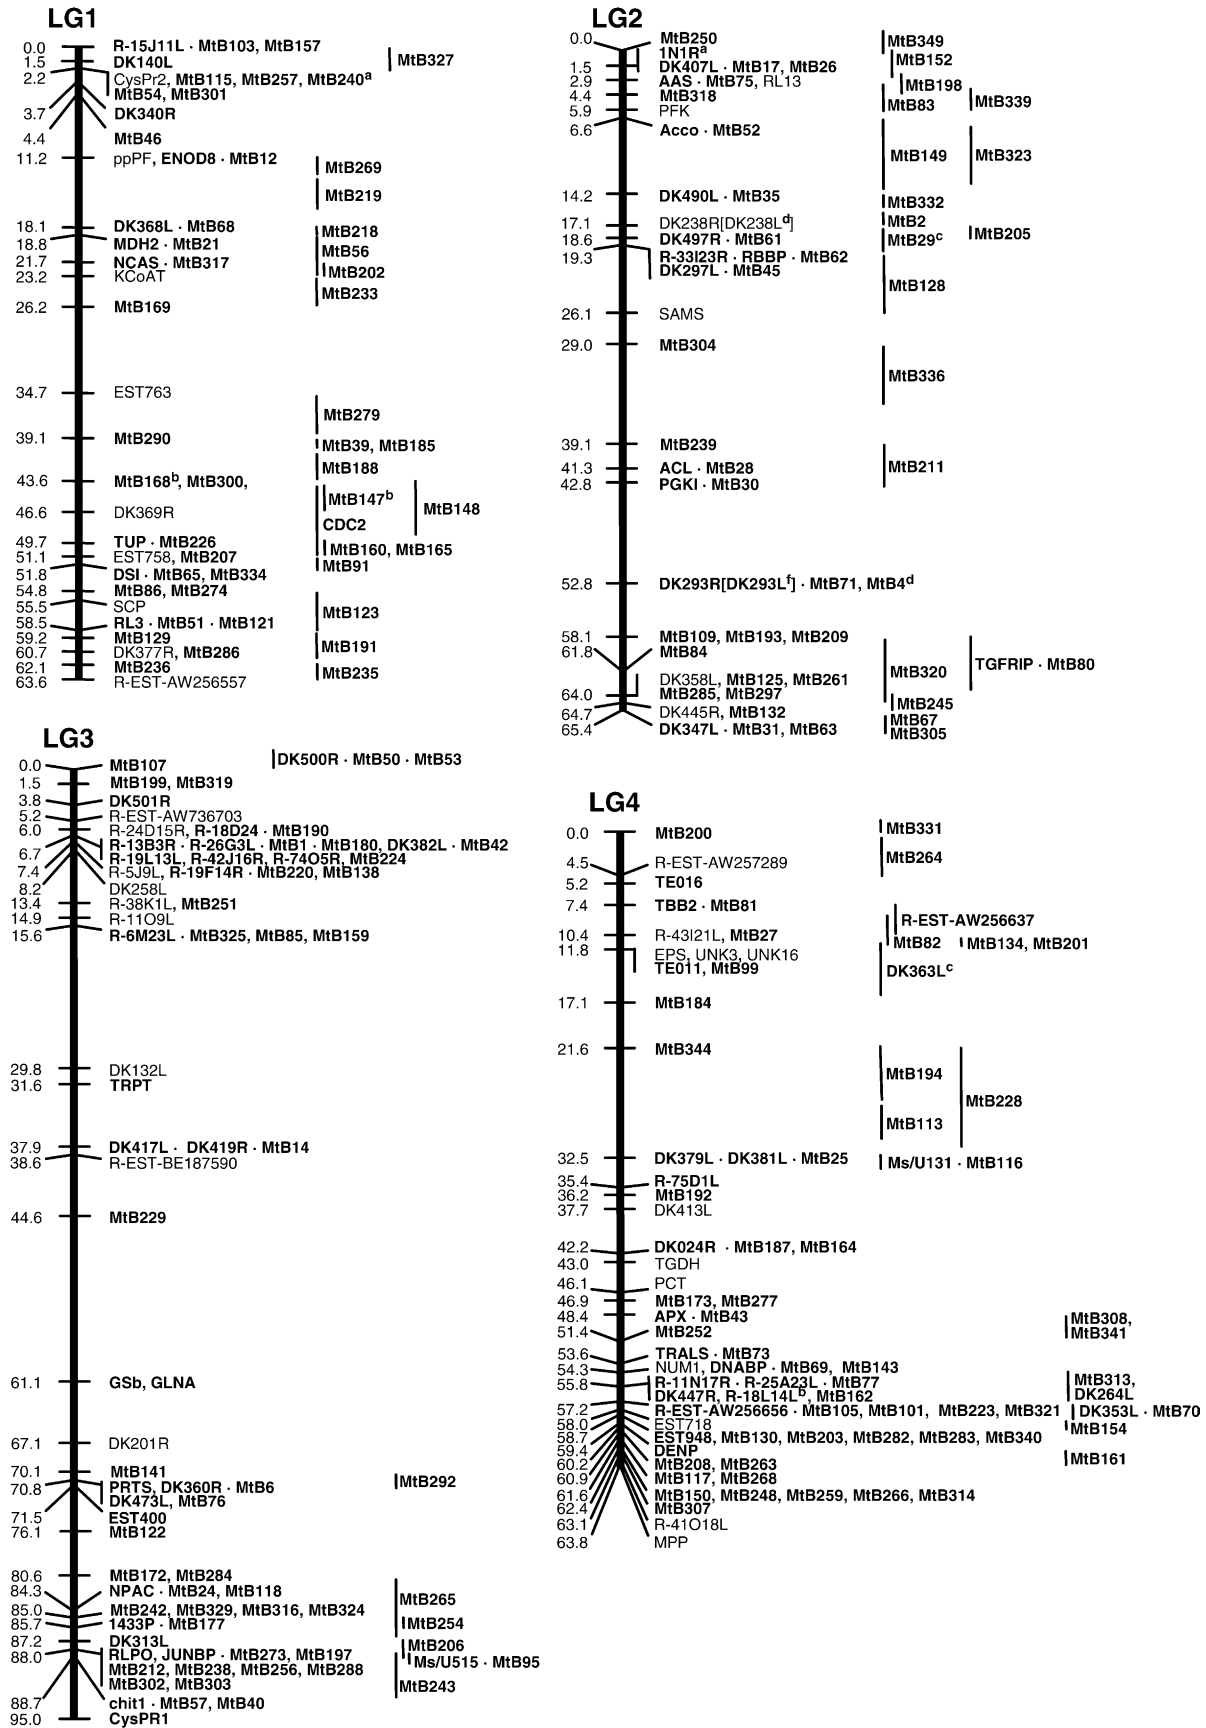 LG1
0.0 R-15J11L · MtB103, MtB157
1.5 DK140L
MtB327
2.2 CysPr2, MtB115, MtB257, MtB240a
MtB54, MtB301
3.7 DK340R
4.4 MtB46
11.2 ppPF, ENOD8 · MtB12
MtB269
MtB219
18.1 DK368L · MtB68
MtB218
18.8 MDH2 · MtB21
MtB56
21.7 NCAS · MtB317
MtB202
23.2 KCoAT
MtB233
26.2 MtB169
34.7 EST763
MtB279
39.1 MtB290
MtB39, MtB185
MtB188
43.6 MtB168b, MtB300,
MtB147b
MtB148
46.6 DK369R
CDC2
49.7 TUP · MtB226
MtB160, MtB165
51.1 EST758, MtB207
MtB91
51.8 DSI · MtB65, MtB334
54.8 MtB86, MtB274
55.5 SCP
MtB123
58.5 RL3 · MtB51 · MtB121
59.2 MtB129
MtB191
60.7 DK377R, MtB286
62.1 MtB236
MtB235
63.6 R-EST-AW256557
LG2
0.0 MtB250
MtB349
1N1Ra
MtB152
1.5 DK407L · MtB17, MtB26
2.9 AAS · MtB75, RL13
MtB198
4.4 MtB318
MtB83
MtB339
5.9 PFK
6.6 Acco · MtB52
MtB149
MtB323
14.2 DK490L · MtB35
MtB332
17.1 DK238R[DK238Ld]
MtB2
18.6 DK497R · MtB61
MtB29c
MtB205
19.3 R-33I23R · RBBP · MtB62
DK297L · MtB45
MtB128
26.1 SAMS
29.0 MtB304
MtB336
39.1 MtB239
41.3 ACL · MtB28
MtB211
42.8 PGKI · MtB30
52.8 DK293R[DK293Lf] · MtB71, MtB4d
58.1 MtB109, MtB193, MtB209
61.8 MtB84
MtB320
TGFRIP · MtB80
DK358L, MtB125, MtB261
64.0 MtB285, MtB297
MtB245
64.7 DK445R, MtB132
MtB67
65.4 DK347L · MtB31, MtB63
MtB305
LG3
0.0 MtB107
DK500R · MtB50 · MtB53
1.5 MtB199, MtB319
3.8 DK501R
5.2 R-EST-AW736703
6.0 R-24D15R, R-18D24 · MtB190
R-13B3R · R-26G3L · MtB1 · MtB180, DK382L · MtB42
6.7 R-19L13L, R-42J16R, R-74O5R, MtB224
7.4 R-5J9L, R-19F14R · MtB220, MtB138
8.2 DK258L
13.4 R-38K1L, MtB251
14.9 R-11O9L
15.6 R-6M23L · MtB325, MtB85, MtB159
29.8 DK132L
31.6 TRPT
37.9 DK417L · DK419R · MtB14
38.6 R-EST-BE187590
44.6 MtB229
61.1 GSb, GLNA
67.1 DK201R
70.1 MtB141
70.8 PRTS, DK360R · MtB6
MtB292
DK473L, MtB76
71.5 EST400
76.1 MtB122
80.6 MtB172, MtB284
84.3 NPAC · MtB24, MtB118
MtB265
85.0 MtB242, MtB329, MtB316, MtB324
85.7 1433P · MtB177
MtB254
87.2 DK313L
MtB206
88.0 RLPO, JUNBP · MtB273, MtB197
Ms/U515 · MtB95
MtB212, MtB238, MtB256, MtB288
MtB302, MtB303
MtB243
88.7 chit1 · MtB57, MtB40
95.0 CysPR1
LG4
0.0 MtB200
MtB331
MtB264
4.5 R-EST-AW257289
5.2 TE016
7.4 TBB2 · MtB81
R-EST-AW256637
10.4 R-43I21L, MtB27
MtB82
MtB134, MtB201
11.8 EPS, UNK3, UNK16
TE011, MtB99
DK363Lc
17.1 MtB184
21.6 MtB344
MtB194
MtB228
MtB113
32.5 DK379L · DK381L · MtB25
Ms/U131 · MtB116
35.4 R-75D1L
36.2 MtB192
37.7 DK413L
42.2 DK024R · MtB187, MtB164
43.0 TGDH
46.1 PCT
46.9 MtB173, MtB277
48.4 APX · MtB43
MtB308,
51.4 MtB252
MtB341
53.6 TRALS · MtB73
54.3 NUM1, DNABP · MtB69, MtB143
55.8 R-11N17R · R-25A23L · MtB77
MtB313,
DK447R, R-18L14Lb, MtB162
DK264L
57.2 R-EST-AW256656 · MtB105, MtB101, MtB223, MtB321
DK353L · MtB70
58.0 EST718
MtB154
58.7 EST948, MtB130, MtB203, MtB282, MtB283, MtB340
59.4 DENP
MtB161
60.2 MtB208, MtB263
60.9 MtB117, MtB268
61.6 MtB150, MtB248, MtB259, MtB266, MtB314
62.4 MtB307
63.1 R-41O18L
63.8 MPP